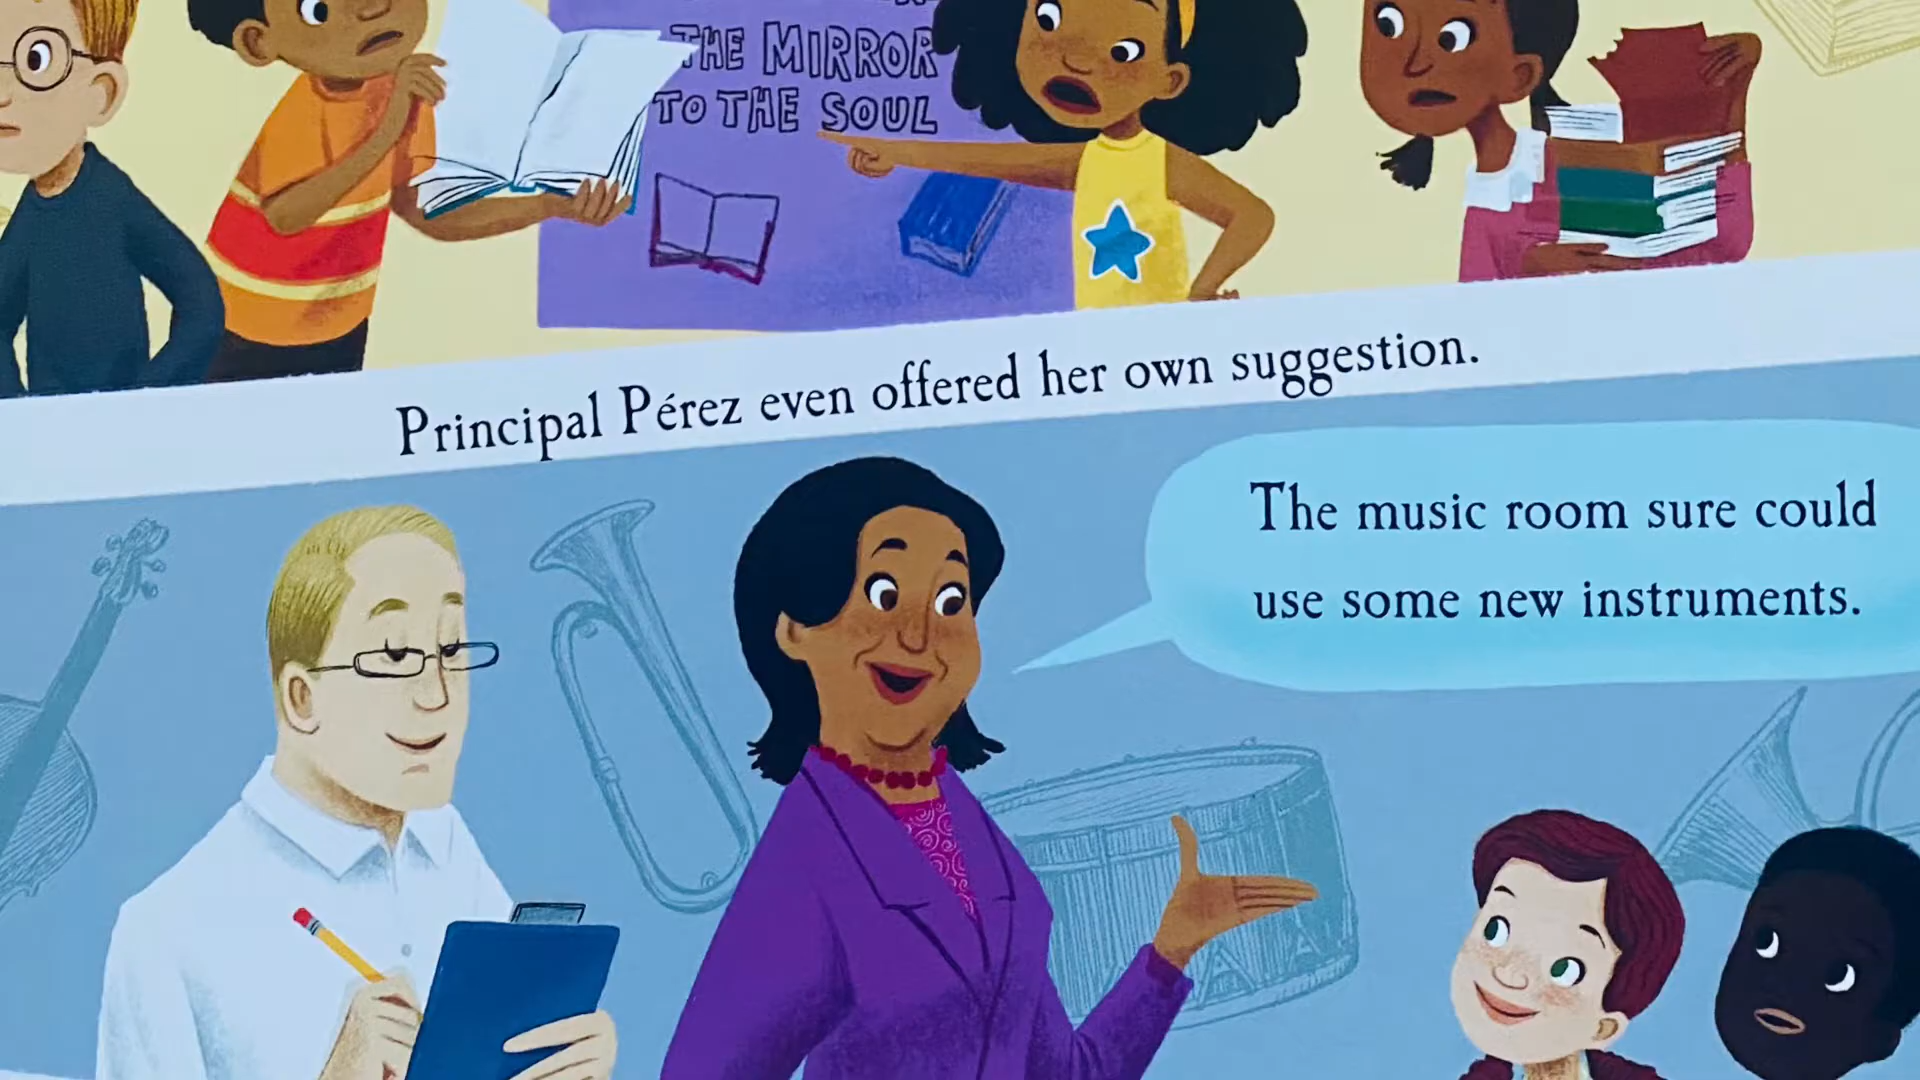 THE MIRROR
TO THE SOUL
Principal Pérez even offered her own suggestion.
The music room sure could
use some new instruments.